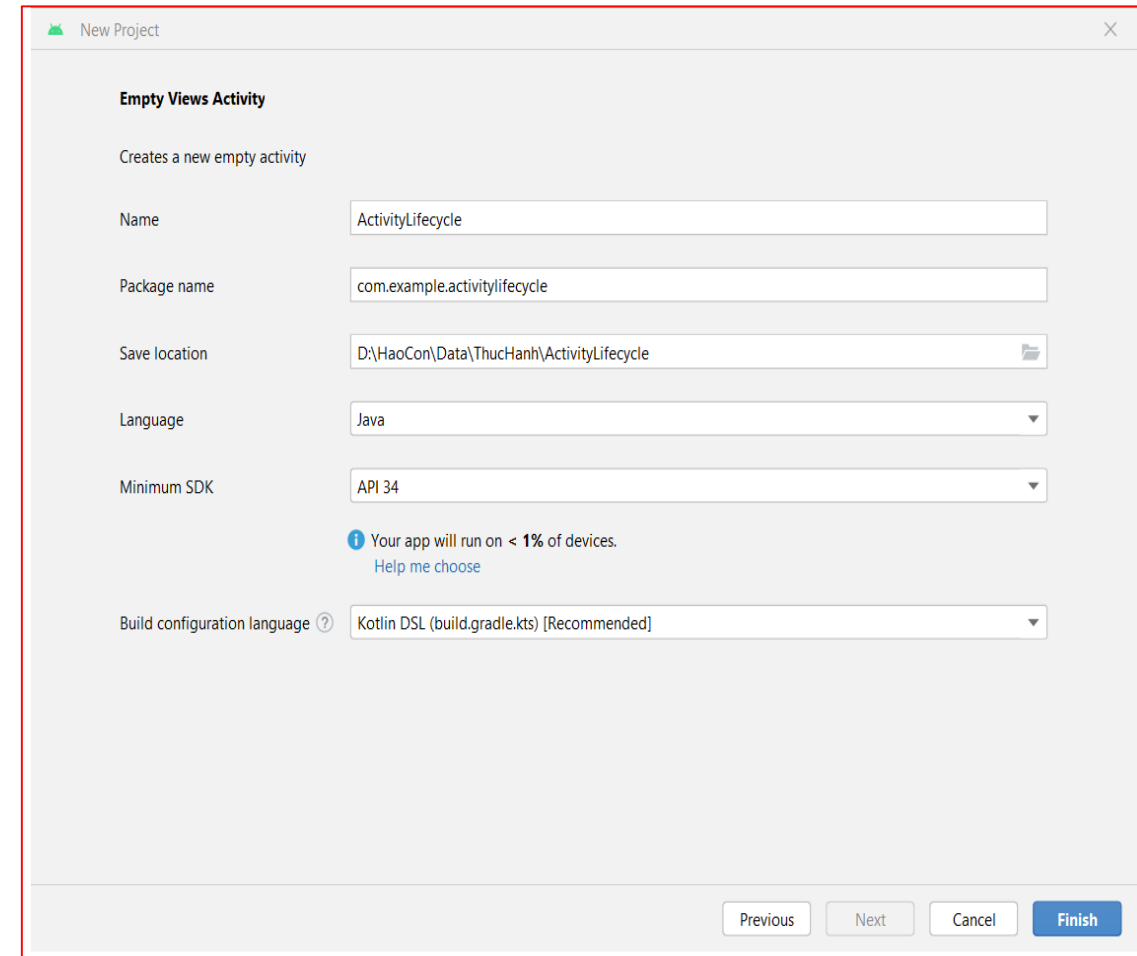 New Project
Empty Views Activity
Creates a new empty activity
Name
ActivityLifecycle
Package name
com.example.activitylifecycle
Save location
D:\HaoCon\Data\ThucHanh\ActivityLifecycle
Language
Java
Minimum SDK
API 34
Your app will run on < 1% of devices.
Help me choose
Build configuration language ?
Kotlin DSL (build.gradle.kts) [Recommended]
Previous
Next
Cancel
Finish